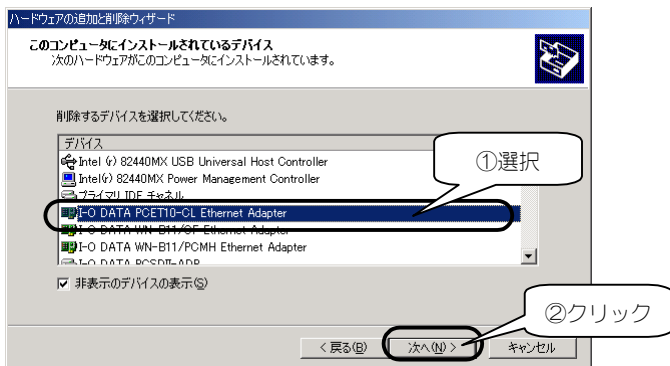 ハードウェアの追加と削除ウィザード
このコンピュータにインストールされているデバイス
次のハードウェアがこのコンピュータにインストールされています。
削除するデバイスを選択してください。
デバイス
Intel (r) 82440MX USB Universal Host Controller
Intel(r) 82440MX Power Management Controller
プライマリ IDE チャネル
I-O DATA PCET10-CL Ethernet Adapter
I-O DATA WN-B11/CF Ethernet Adapter
I-O DATA WN-B11/PCMH Ethernet Adapter
I-O DATA PCSDII-ADP
①選択
非表示のデバイスの表示(S)
②クリック
< 戻る(B)
次へ(N) >
キャンセル